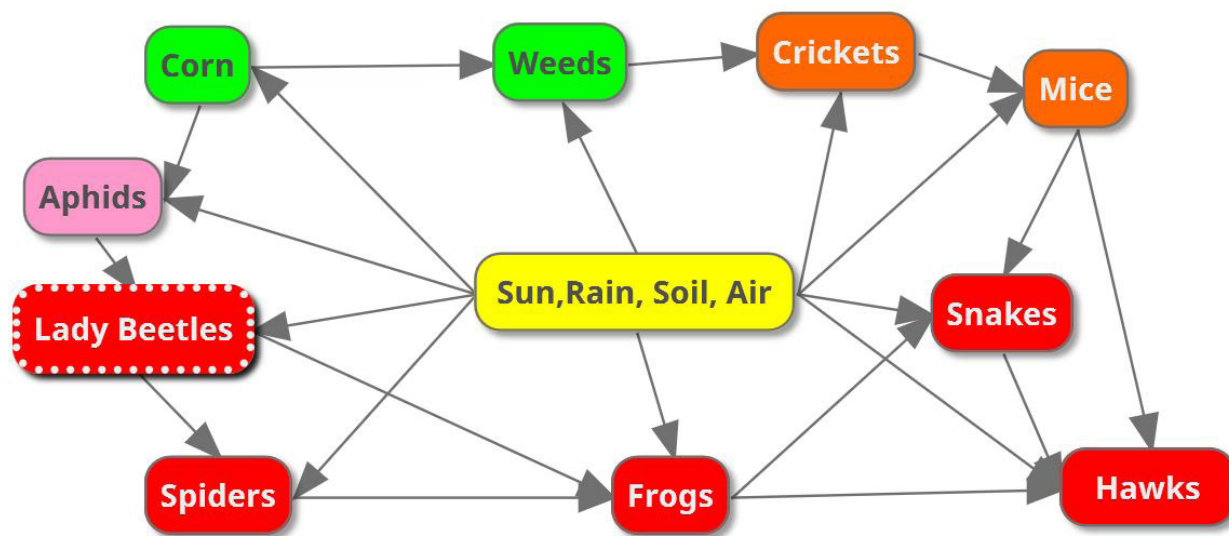 Corn
Weeds
Crickets
Mice
Aphids
Sun,Rain, Soil, Air
Lady Beetles
Snakes
Spiders
Frogs
Hawks